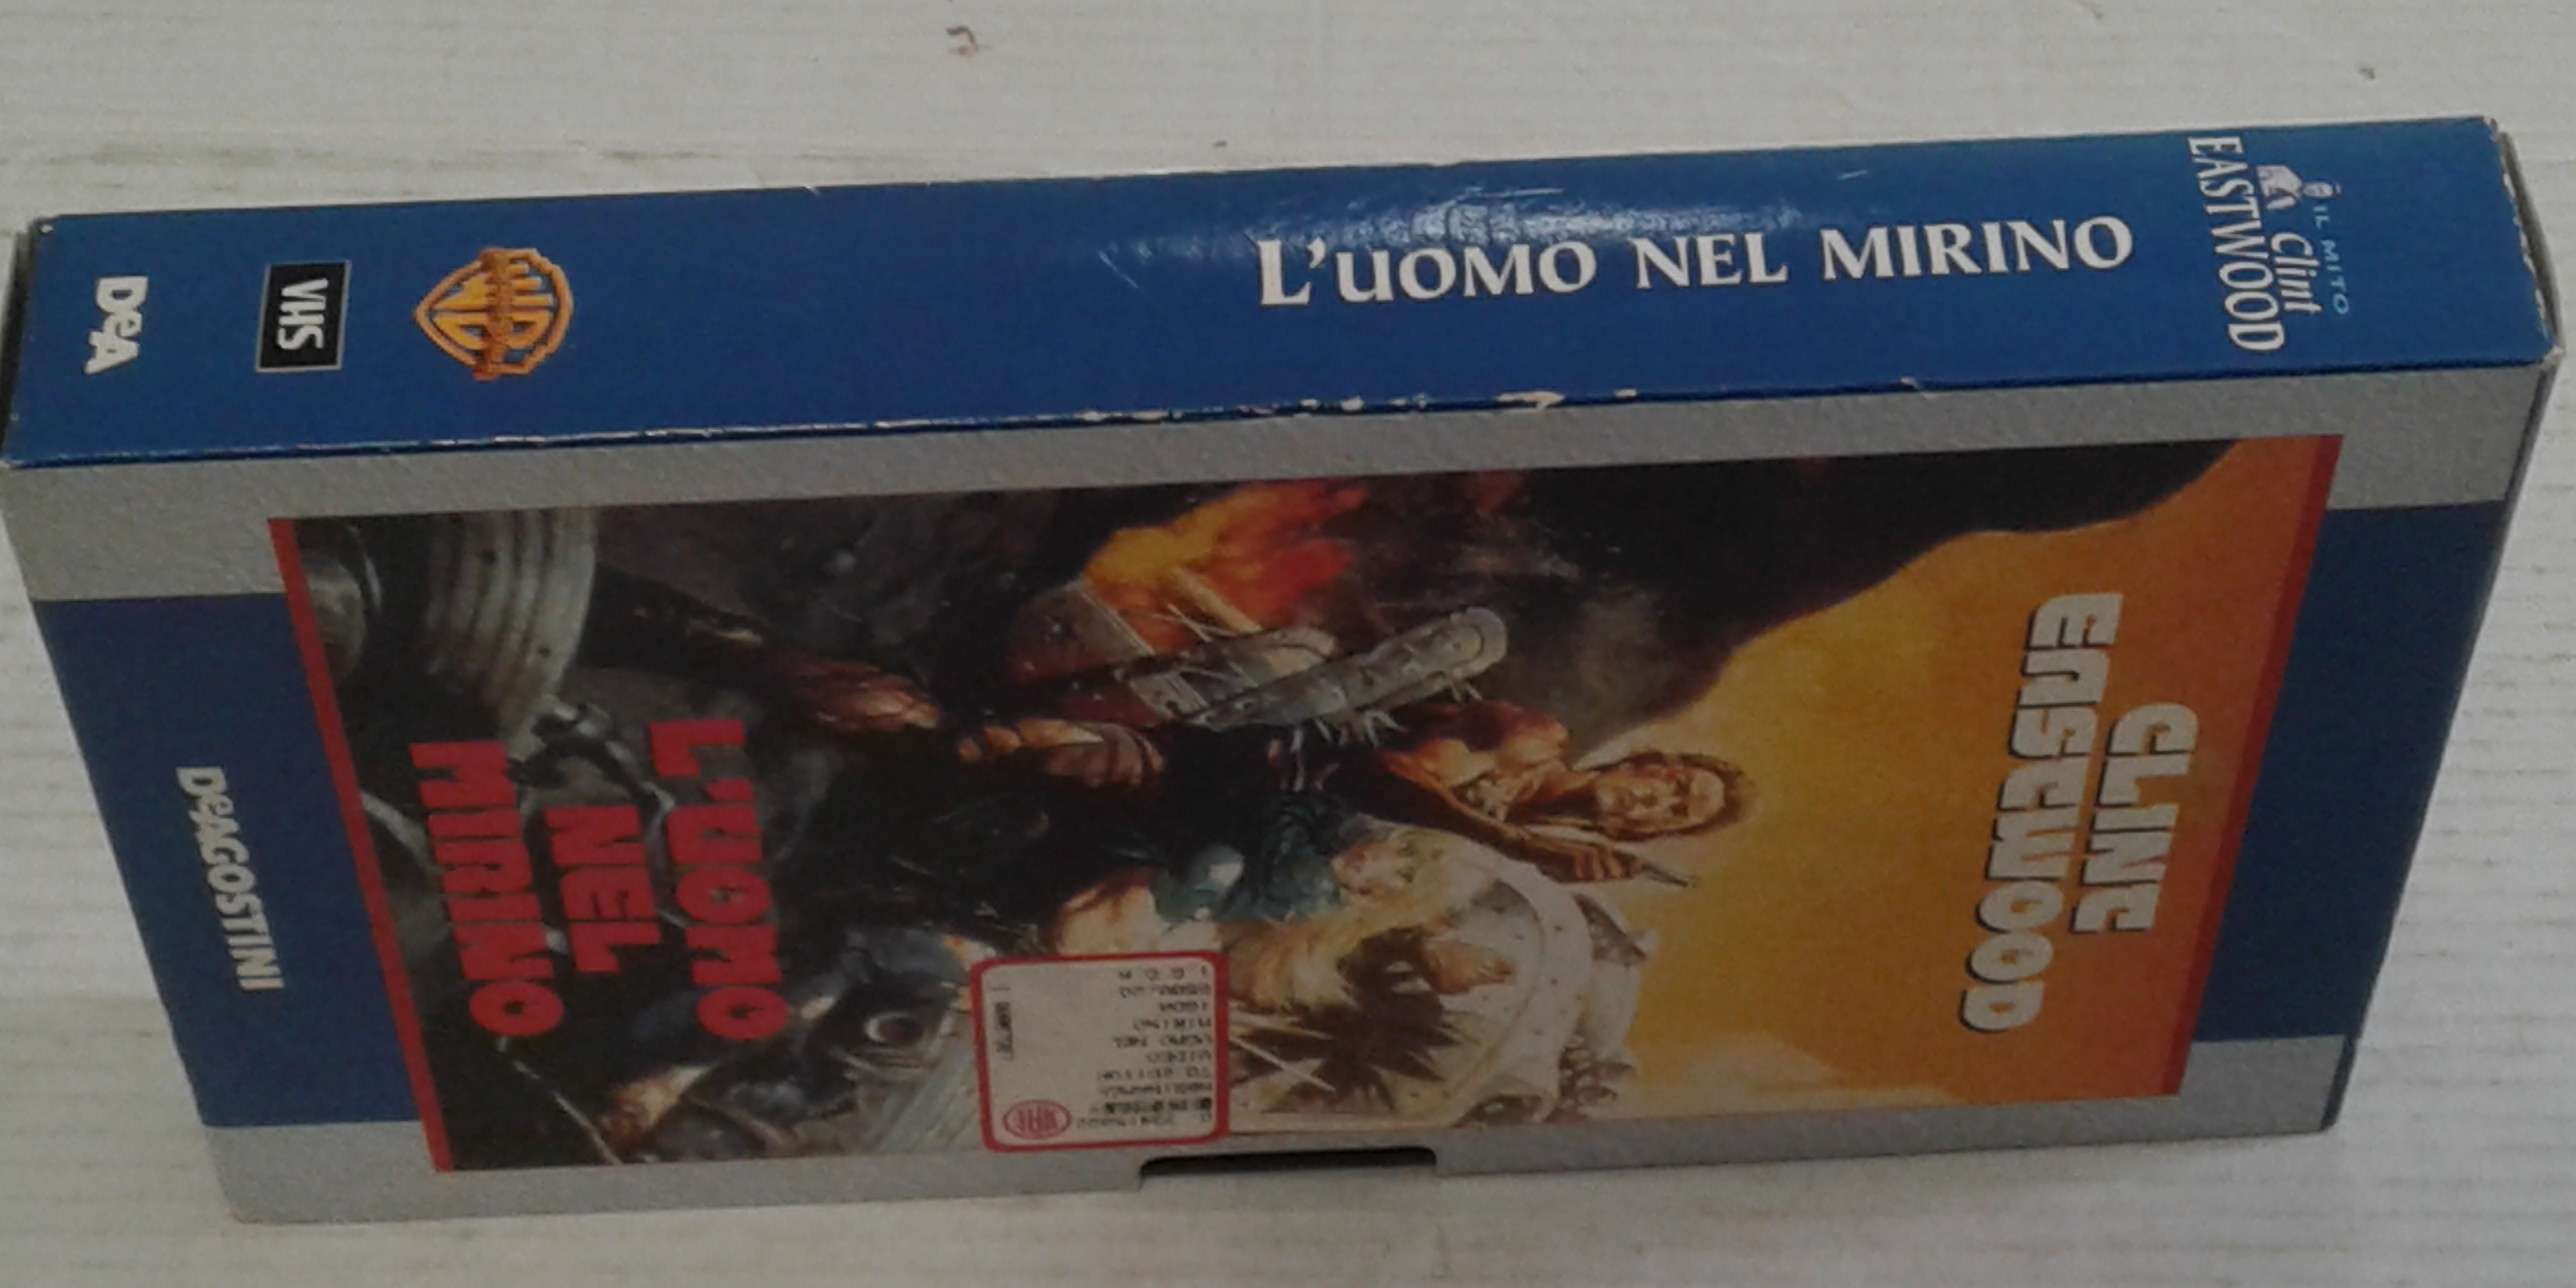 IL MITO
Clint
EASTWOOD
L'UOMO NEL MIRINO
WB
VHS
DeA
CLINT
EASTWOOD
L'UOMO
NEL
MIRINO
DeAGOSTINI